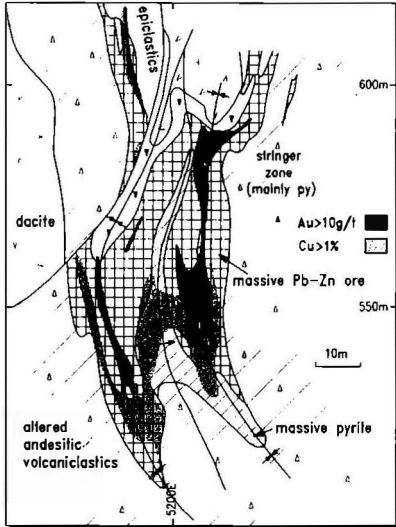 epiclastics
600m
stringer
zone
(mainly py)
dacite
Au>10g/t
Cu>1%
massive Pb-Zn ore
550m
10m
altered
andesitic
volcaniclastics
massive pyrite
5200E